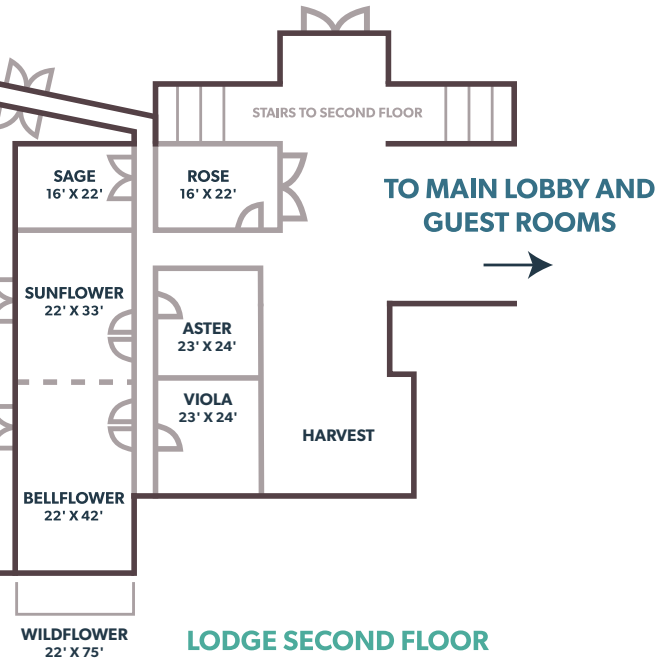 STAIRS TO SECOND FLOOR
SAGE
16' X 22'
ROSE
16' X 22'
TO MAIN LOBBY AND
GUEST ROOMS
SUNFLOWER
22' X 33'
ASTER
23' X 24'
VIOLA
23' X 24'
HARVEST
BELLFLOWER
22' X 42'
WILDFLOWER
22' X 75'
LODGE SECOND FLOOR